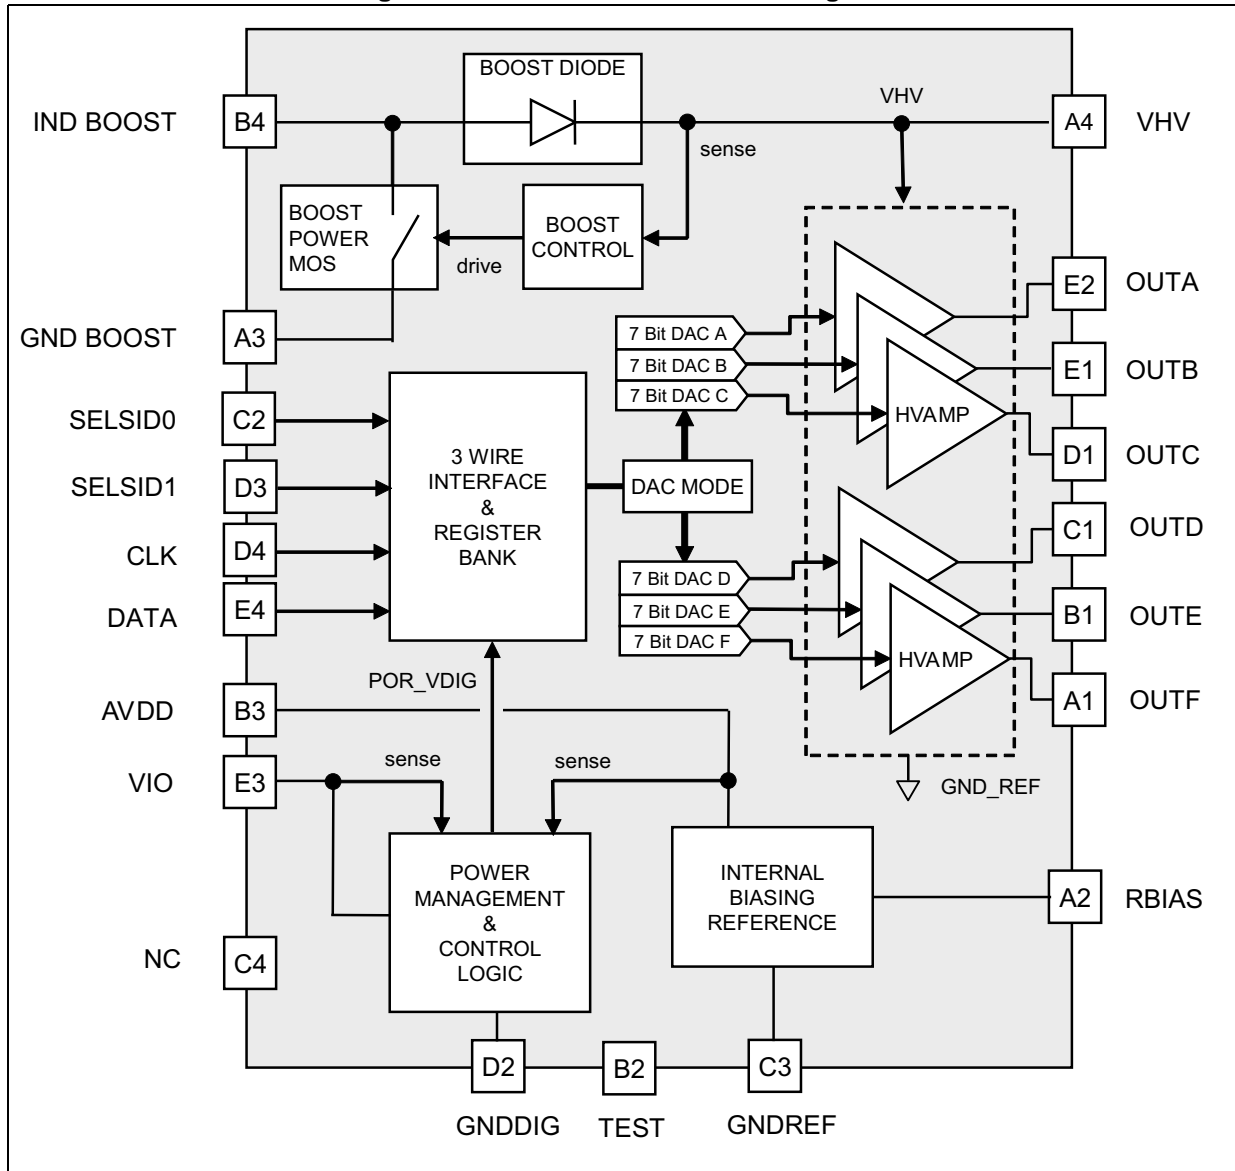 BOOST DIODE
VHV
IND BOOST
B4
A4
VHV
sense
BOOST
POWER
MOS
BOOST
CONTROL
drive
GND BOOST
A3
E2
OUTA
7 Bit DAC A
7 Bit DAC B
7 Bit DAC C
E1
OUTB
HVAMP
D1
OUTC
SELSID0
C2
SELSID1
D3
CLK
D4
DATA
E4
3 WIRE
INTERFACE
&
REGISTER
BANK
DAC MODE
C1
OUTD
7 Bit DAC D
7 Bit DAC E
7 Bit DAC F
B1
OUTE
HVAMP
A1
OUTF
POR_VDIG
AVDD
B3
VIO
E3
sense
sense
GND_REF
POWER
MANAGEMENT
&
CONTROL
LOGIC
INTERNAL
BIASING
REFERENCE
A2
RBIAS
NC
C4
D2
B2
C3
GNDDIG
TEST
GNDREF